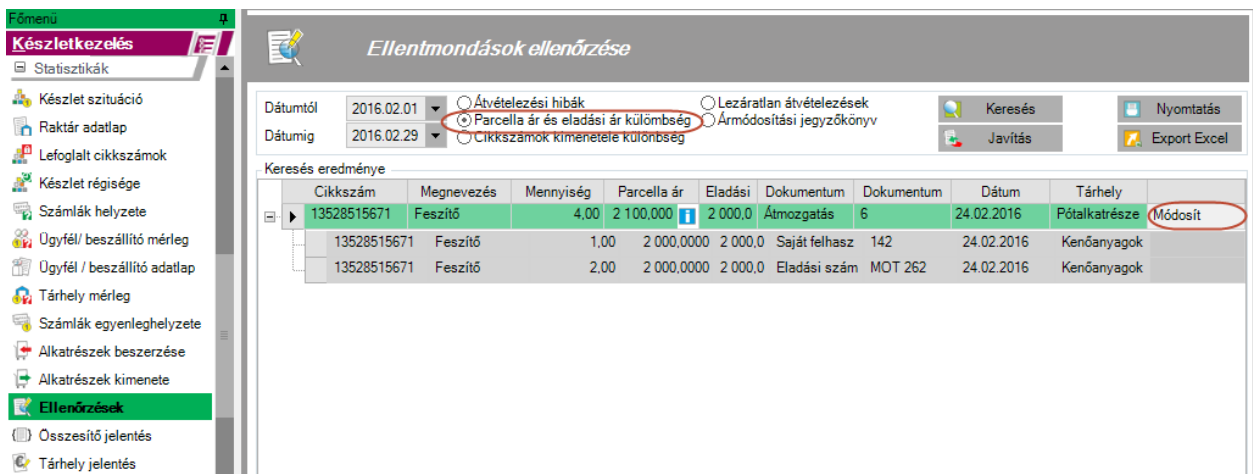 Főmenü
Készletkezelés
Statisztikák
Készlet szituáció
Raktár adatlap
Lefoglalt cikkszámok
Készlet régisége
Számlák helyzete
Ügyfél/ beszállító mérleg
Ügyfél / beszállító adatlap
Tárhely mérleg
Számlák egyenleghelyzete
Alkatrészek beszerzése
Alkatrészek kimenete
Ellenőrzések
Összesítő jelentés
Tárhely jelentés
Ellentmondások ellenőrzése
Dátumtól 2016.02.01 Átvételezési hibák Lezáratlan átvételezések Keresés Nyomtatás
Parcella ár és eladási ár külömbség Ármódosítási jegyzőkönyv
Dátumig 2016.02.29 Cikkszámok kimenetele külonbség Javítás Export Excel
Keresés eredménye
Cikkszám Megnevezés Mennyiség Parcella ár Eladási Dokumentum Dokumentum Dátum Tárhely
13528515671 Feszítő 4,00 2 100,000 2 000,0 Átmozgatás 6 24.02.2016 Pótalkatrésze Módosít
13528515671 Feszítő 1,00 2 000,0000 2 000,0 Saját felhasz 142 24.02.2016 Kenőanyagok
13528515671 Feszítő 2,00 2 000,0000 2 000,0 Eladási szám MOT 262 24.02.2016 Kenőanyagok